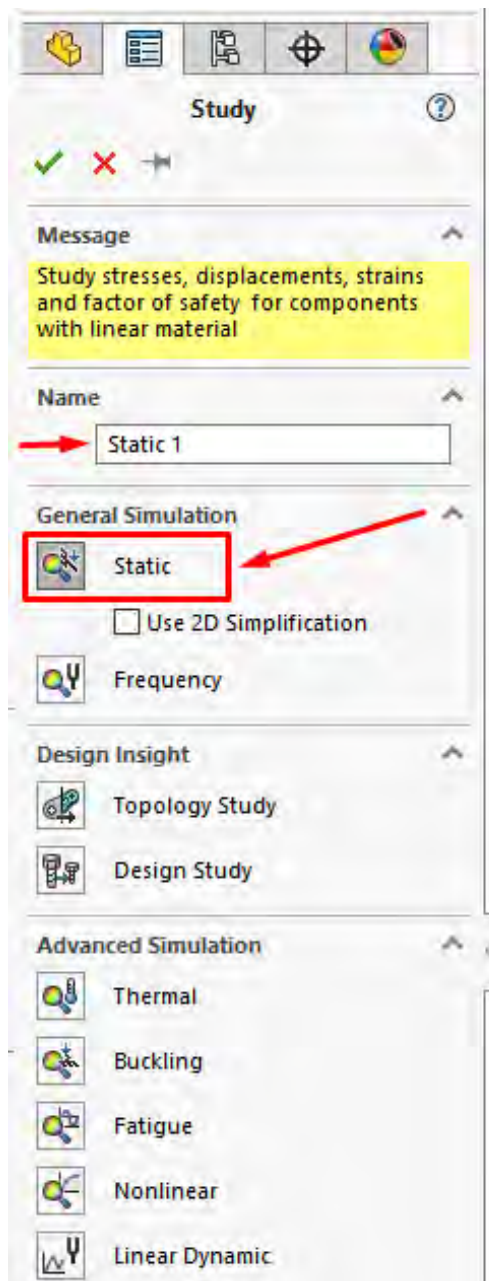 Study
Message
Study stresses, displacements, strains
and factor of safety for components
with linear material
Name
Static 1
General Simulation
Static
Use 2D Simplification
Frequency
Design Insight
Topology Study
Design Study
Advanced Simulation
Thermal
Buckling
Fatigue
Nonlinear
Linear Dynamic